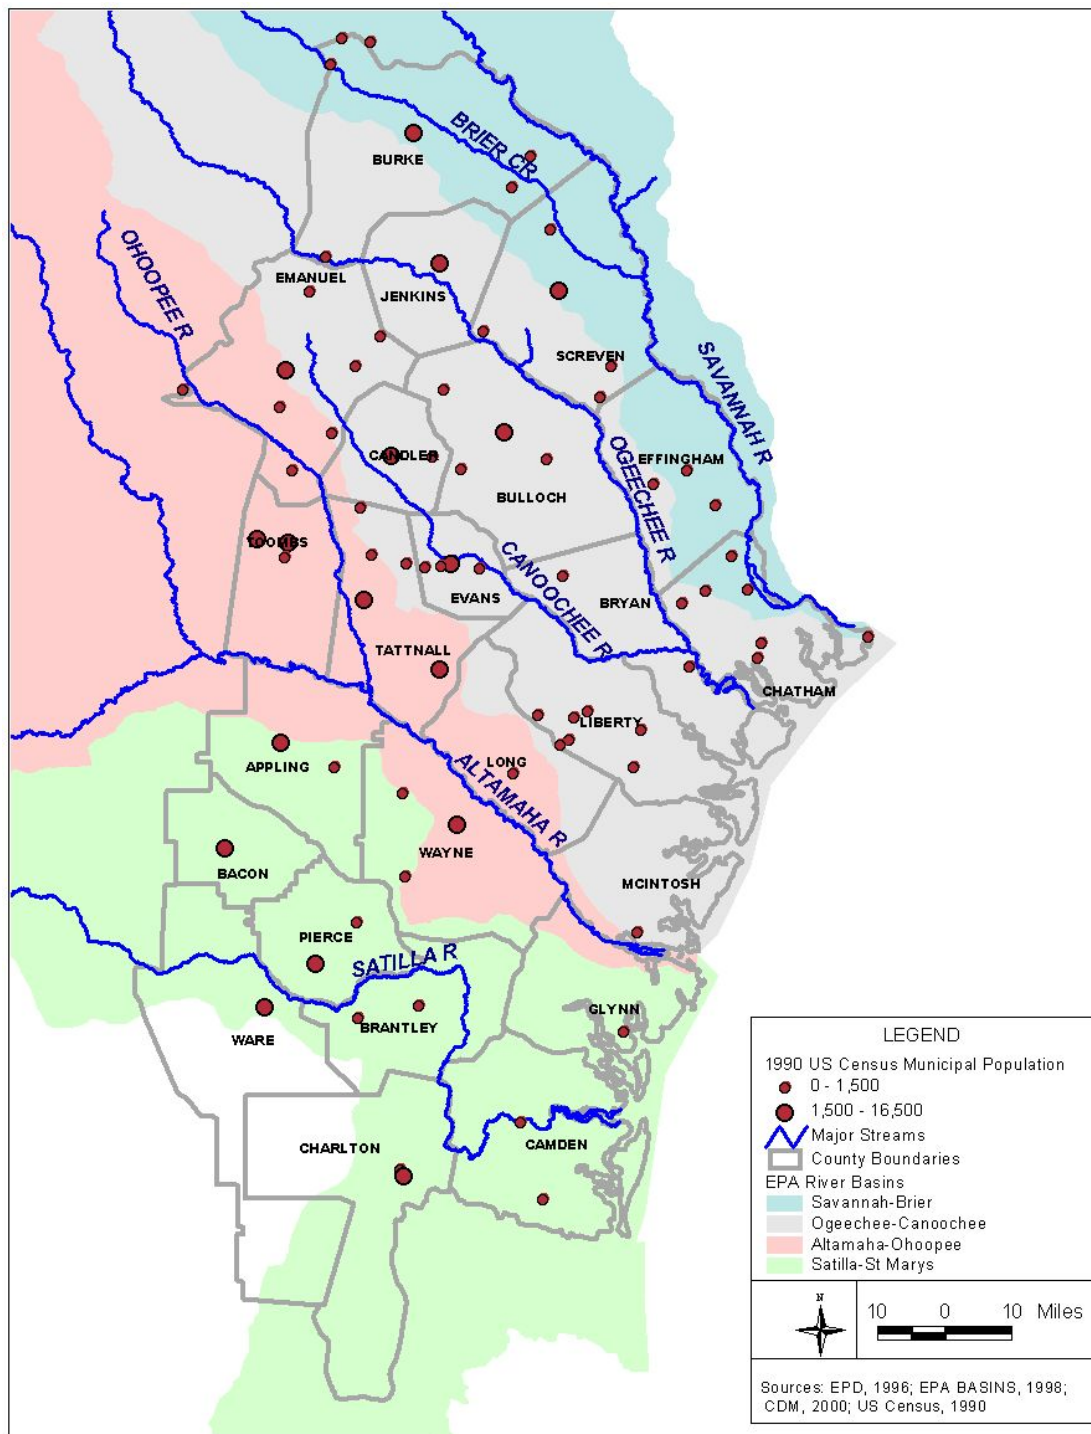 BRIER CR
BURKE
OHOOPEE R
EMANUEL
JENKINS
SCREVEN
SAVANNAH R
CANDLER
EFFINGHAM
BULLOCH
OGEECHEE R
TOOMBS
CANOOCHEE R
EVANS
BRYAN
TATTNALL
CHATHAM
LIBERTY
APPLING
LONG
ALTAMAHA R
WAYNE
BACON
MCINTOSH
PIERCE
SATILLA R
GLYNN
BRANTLEY
WARE
CHARLTON
CAMDEN
LEGEND
1990 US Census Municipal Population
0 - 1,500
1,500 - 16,500
Major Streams
County Boundaries
EPA River Basins
Savannah-Brier
Ogeechee-Canoochee
Altamaha-Ohoopee
Satilla-St Marys
N
10 0 10 Miles
Sources: EPD, 1996; EPA BASINS, 1998;
CDM, 2000; US Census, 1990